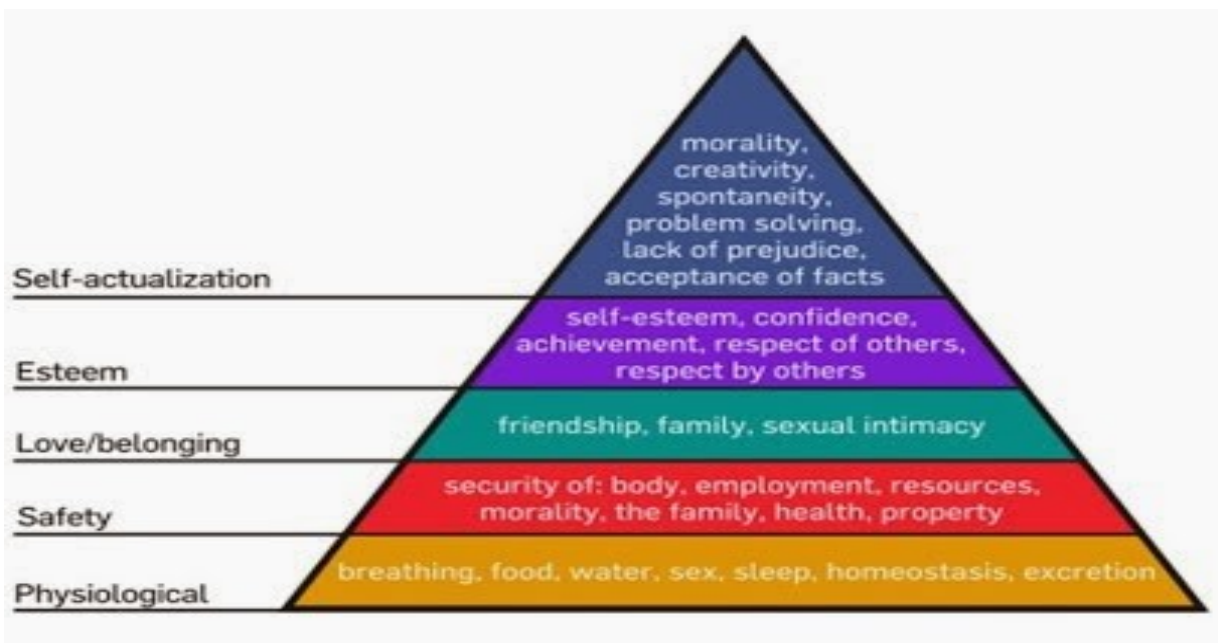 morality,
creativity,
spontaneity,
problem solving,
lack of prejudice,
acceptance of facts
Self-actualization
self-esteem, confidence,
achievement, respect of others,
respect by others
Esteem
friendship, family, sexual intimacy
Love/belonging
security of: body, employment, resources,
morality, the family, health, property
Safety
breathing, food, water, sex, sleep, homeostasis, excretion
Physiological